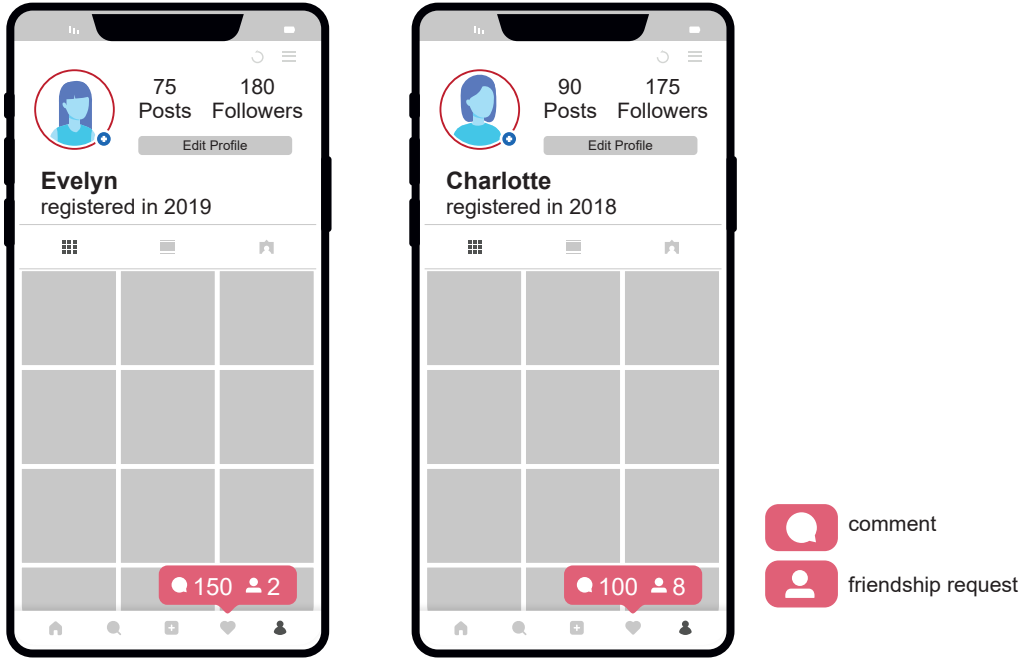 75 180
Posts Followers
Edit Profile
Evelyn
registered in 2019
150 2
90 175
Posts Followers
Edit Profile
Charlotte
registered in 2018
100 8
comment
friendship request